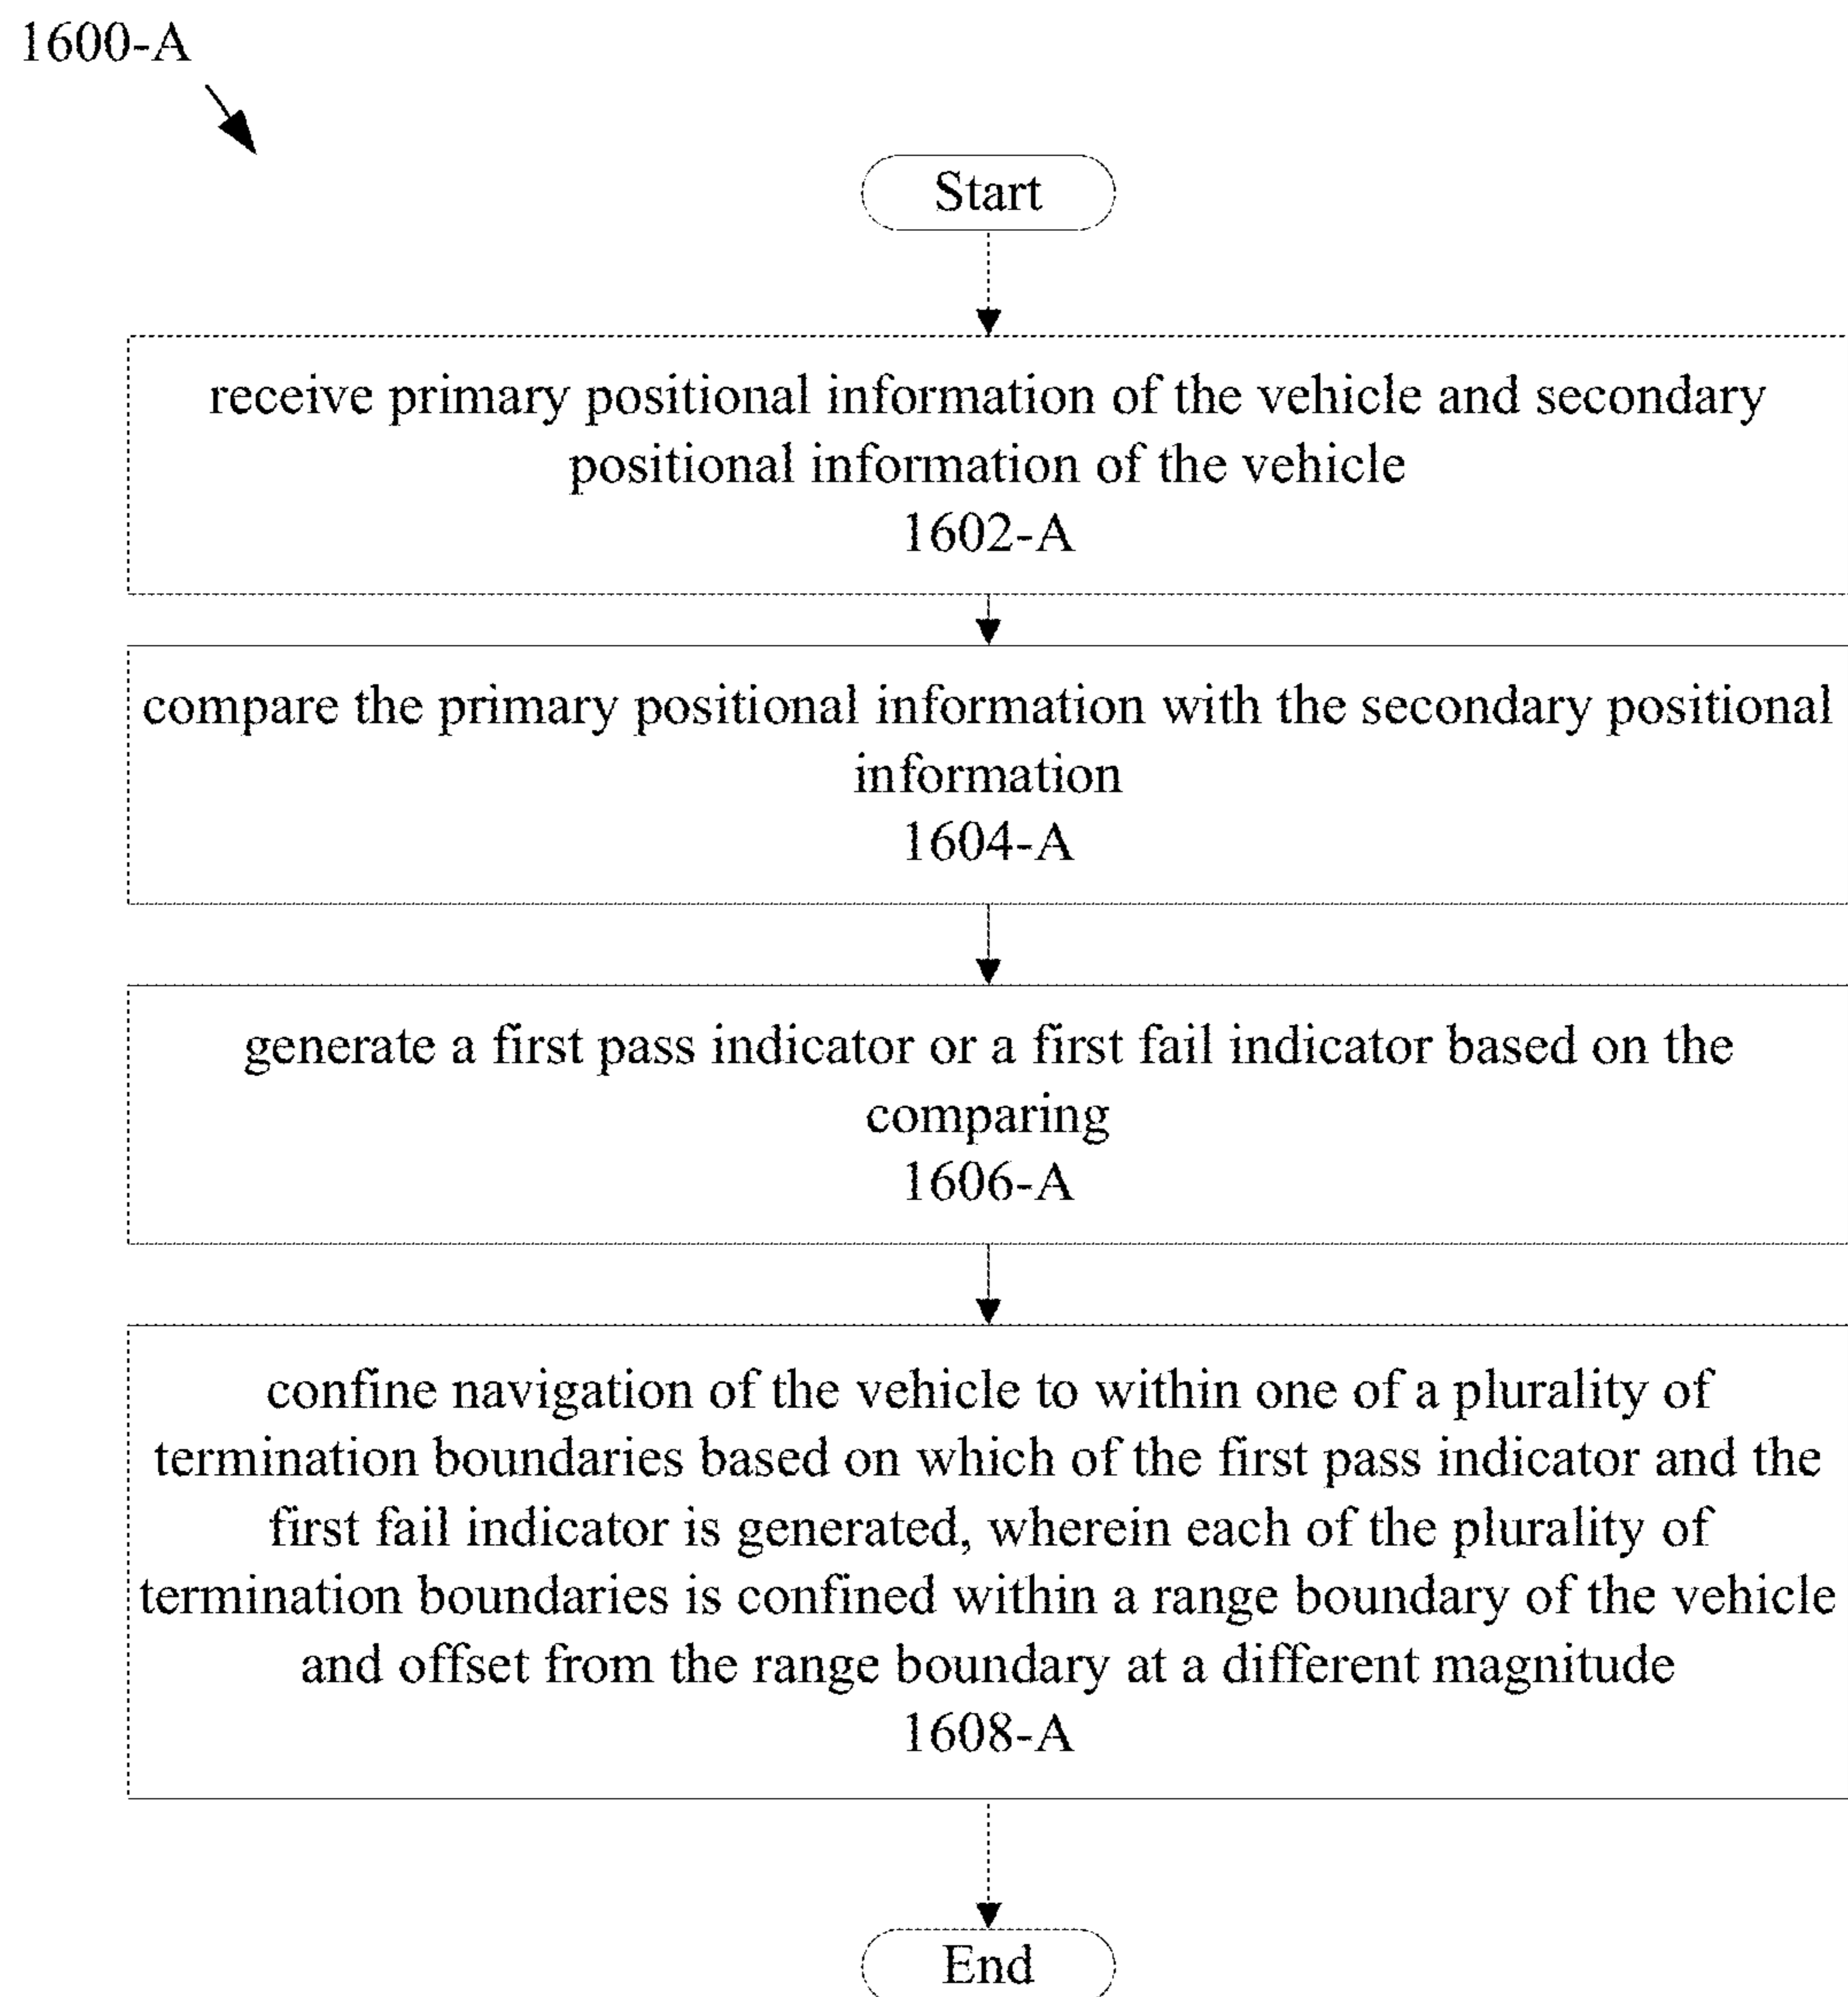 1600-A
Start
receive primary positional information of the vehicle and secondary
positional information of the vehicle
1602-A
compare the primary positional information with the secondary positional
information
1604-A
generate a first pass indicator or a first fail indicator based on the
comparing
1606-A
confine navigation of the vehicle to within one of a plurality of
termination boundaries based on which of the first pass indicator and the
first fail indicator is generated, wherein each of the plurality of
termination boundaries is confined within a range boundary of the vehicle
and offset from the range boundary at a different magnitude
1608-A
End